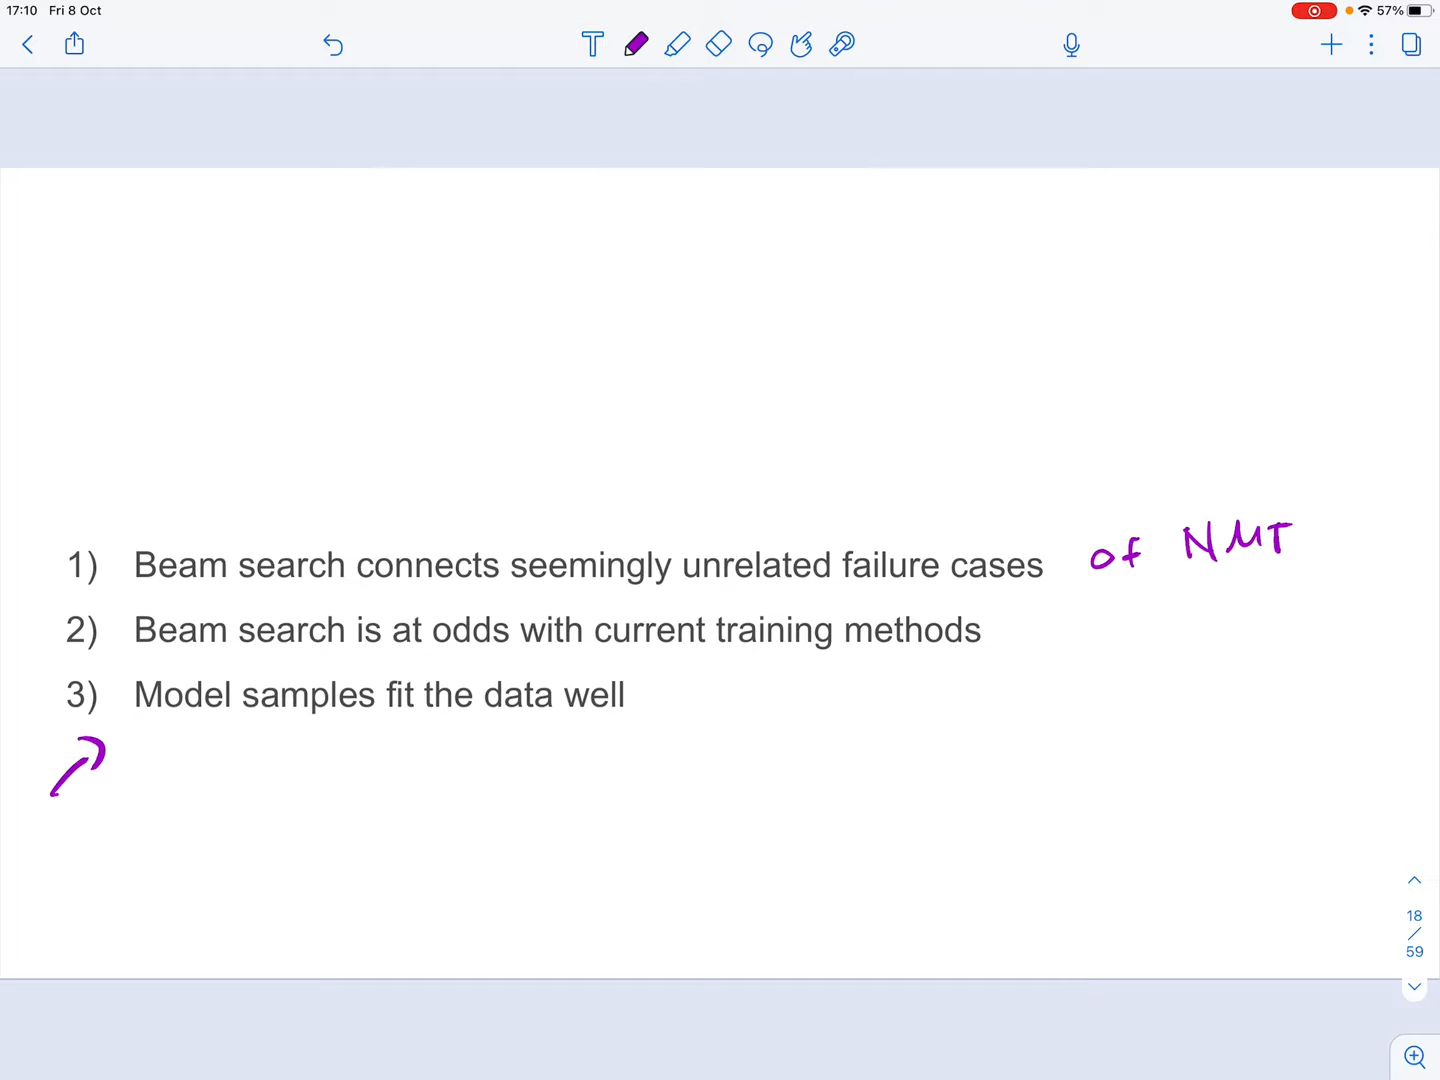 17:10 Fri 8 Oct
57%
T
1) Beam search connects seemingly unrelated failure cases of NMT
2) Beam search is at odds with current training methods
3) Model samples fit the data well
18
/
59